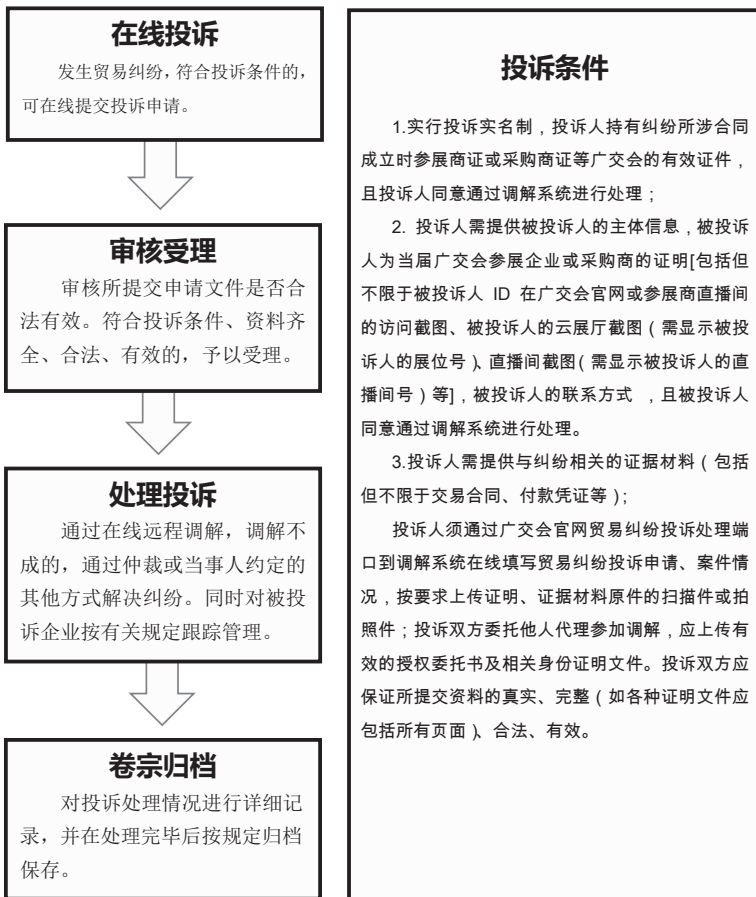 在线投诉
发生贸易纠纷，符合投诉条件的，
可在线提交投诉申请。
审核受理
审核所提交申请文件是否合
法有效。符合投诉条件、资料齐
全、合法、有效的，予以受理。
处理投诉
通过在线远程调解，调解不
成的，通过仲裁或当事人约定的
其他方式解决纠纷。同时对被投
诉企业按有关规定跟踪管理。
卷宗归档
对投诉处理情况进行详细记
录，并在处理完毕后按规定归档
保存。
投诉条件
1.实行投诉实名制，投诉人持有纠纷所涉合同
成立时参展商证或采购商证等广交会的有效证件，
且投诉人同意通过调解系统进行处理；
2. 投诉人需提供被投诉人的主体信息，被投诉
人为当届广交会参展企业或采购商的证明[包括但
不限于被投诉人 ID 在广交会官网或参展商直播间
的访问截图、被投诉人的云展厅截图（需显示被投
诉人的展位号）、直播间截图（需显示被投诉人的直
播间号）等]，被投诉人的联系方式 ，且被投诉人
同意通过调解系统进行处理。
3.投诉人需提供与纠纷相关的证据材料（包括
但不限于交易合同、付款凭证等）；
投诉人须通过广交会官网贸易纠纷投诉处理端
口到调解系统在线填写贸易纠纷投诉申请、案件情
况，按要求上传证明、证据材料原件的扫描件或拍
照件；投诉双方委托他人代理参加调解，应上传有
效的授权委托书及相关身份证明文件。投诉双方应
保证所提交资料的真实、完整（如各种证明文件应
包括所有页面）、合法、有效。